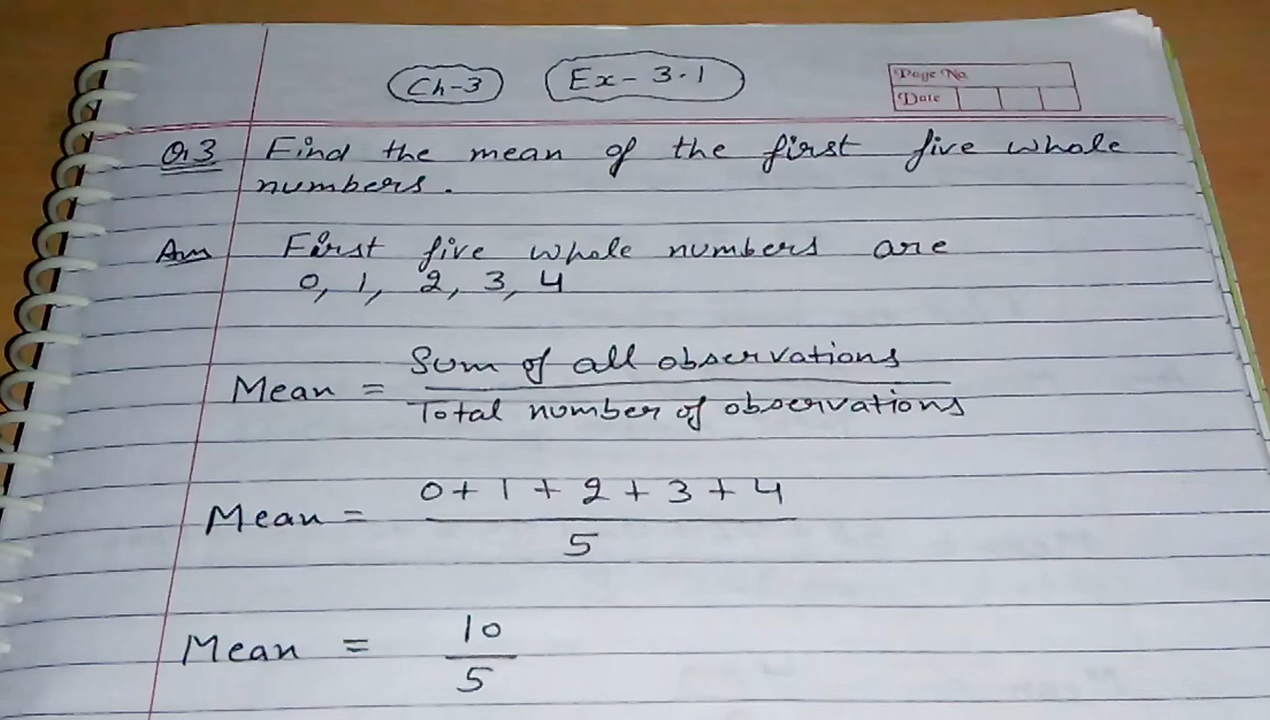 Ch-3 Ex-3.1
Page No.
Date
Q3 Find the mean of the first five whole
numbers.
Ans First five whole numbers are
0, 1, 2, 3, 4
Sum of all observations
Mean =
Total number of observations
0+1+2+3+4
Mean =
5
10
Mean =
5